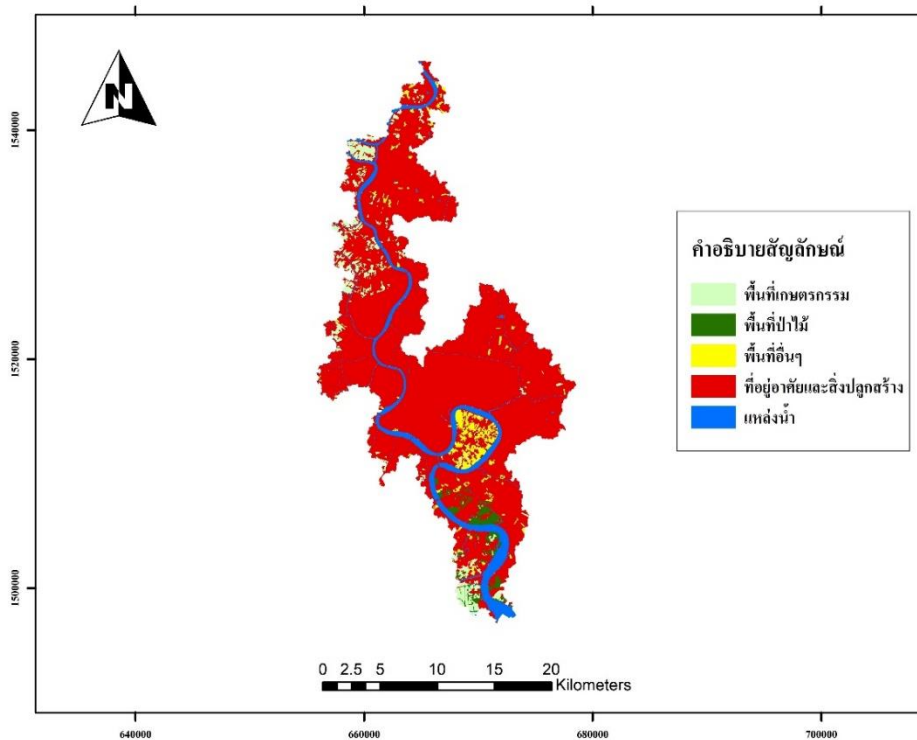 N
1540000
1520000
1500000
คำอธิบายสัญลักษณ์
พื้นที่เกษตรกรรม
พื้นที่ป่าไม้
พื้นที่อื่นๆ
ที่อยู่อาศัยและสิ่งปลูกสร้าง
แหล่งน้ำ
0 2.5 5 10 15 20
Kilometers
640000 660000 680000 700000